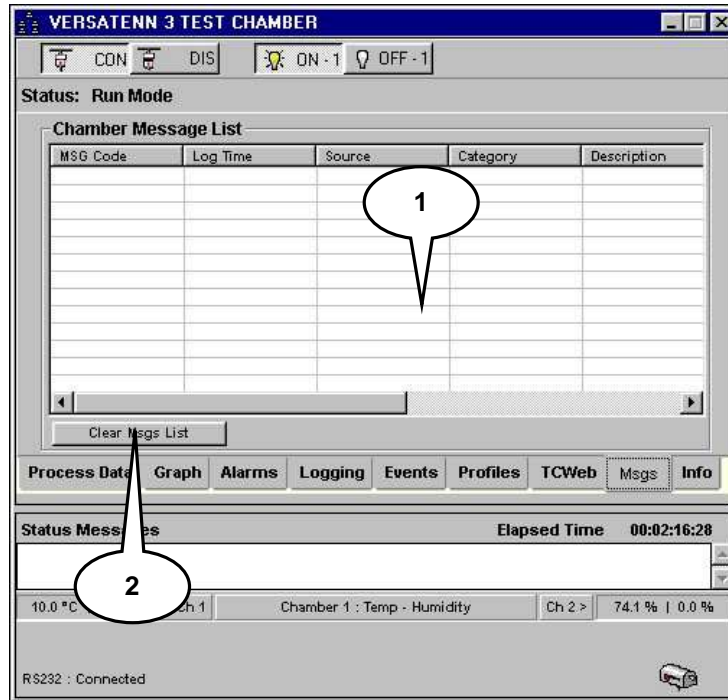 VERSATENN 3 TEST CHAMBER
CON DIS ON - 1 OFF - 1
Status: Run Mode
Chamber Message List
MSG Code Log Time Source Category Description
1
Clear Msgs List
Process Data Graph Alarms Logging Events Profiles TCWeb Msgs Info
Status Messages Elapsed Time 00:02:16:28
2
10.0 °C Ch 1 Chamber 1 : Temp - Humidity Ch 2 > 74.1 % | 0.0 %
RS232 : Connected